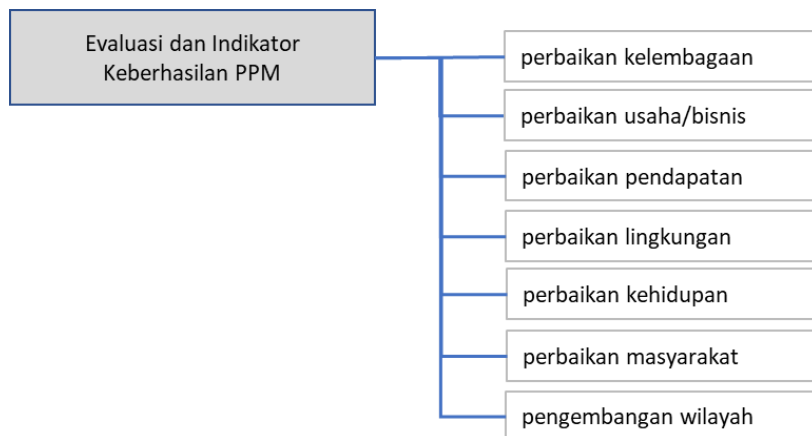 Evaluasi dan Indikator
Keberhasilan PPM
perbaikan kelembagaan
perbaikan usaha/bisnis
perbaikan pendapatan
perbaikan lingkungan
perbaikan kehidupan
perbaikan masyarakat
pengembangan wilayah